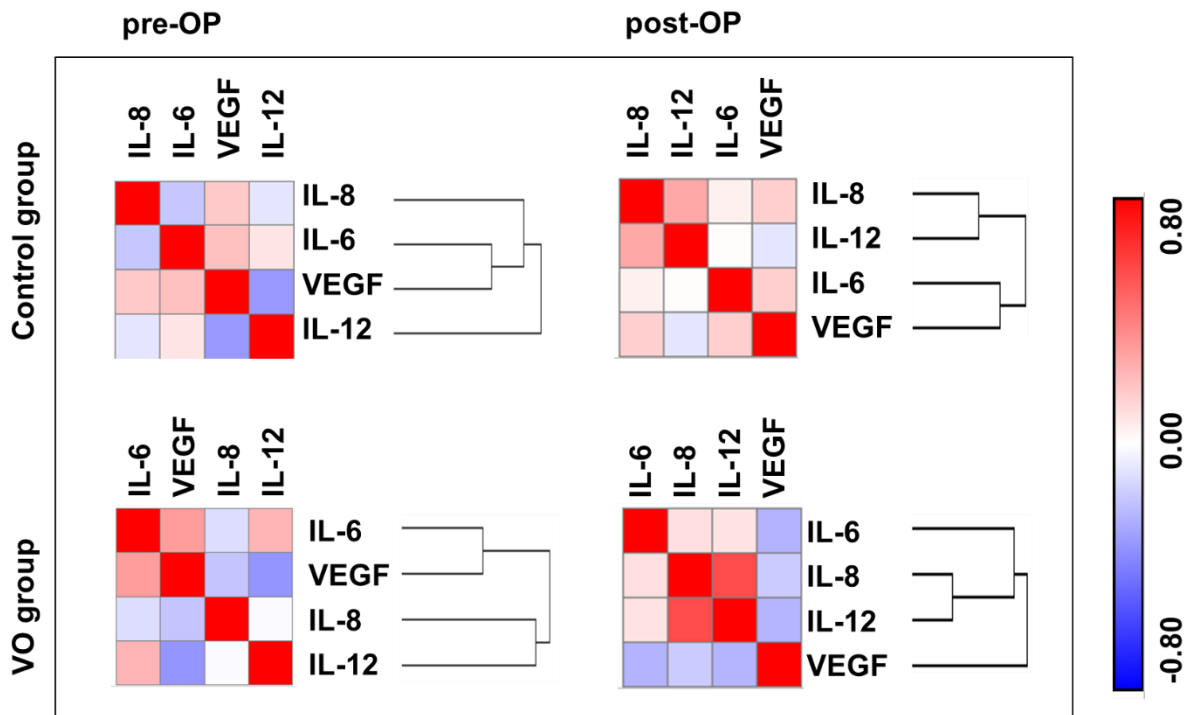 pre-OP
post-OP
Control group
IL-8
IL-6
VEGF
IL-12
IL-8
IL-6
VEGF
IL-12
IL-8
IL-12
IL-6
VEGF
IL-8
IL-12
IL-6
VEGF
VO group
IL-6
VEGF
IL-8
IL-12
IL-6
VEGF
IL-8
IL-12
IL-6
IL-8
IL-12
VEGF
IL-6
IL-8
IL-12
VEGF
0.80
0.00
-0.80